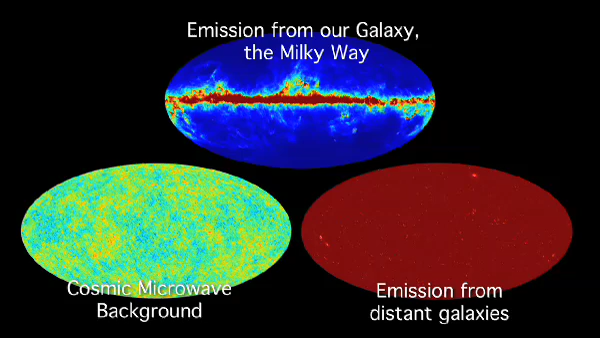 Emission from our Galaxy,
the Milky Way
Cosmic Microwave
Background
Emission from
distant galaxies